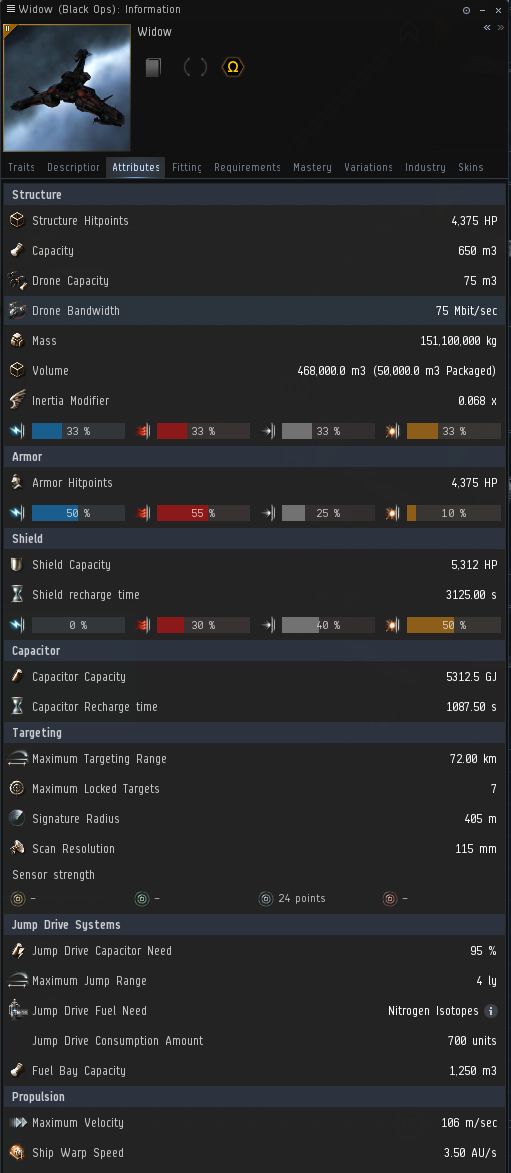 Widow (Black Ops): Information
Widow
Ω
Traits Description Attributes Fitting Requirements Mastery Variations Industry Skins
Structure
Structure Hitpoints 4,375 HP
Capacity 650 m3
Drone Capacity 75 m3
Drone Bandwidth 75 Mbit/sec
Mass 151,100,000 kg
Volume 468,000.0 m3 (50,000.0 m3 Packaged)
Inertia Modifier 0.068 x
33 % 33 % 33 % 33 %
Armor
Armor Hitpoints 4,375 HP
50 % 55 % 25 % 10 %
Shield
Shield Capacity 5,312 HP
Shield recharge time 3125.00 s
0 % 30 % 40 % 50 %
Capacitor
Capacitor Capacity 5312.5 GJ
Capacitor Recharge time 1087.50 s
Targeting
Maximum Targeting Range 72.00 km
Maximum Locked Targets 7
Signature Radius 405 m
Scan Resolution 115 mm
Sensor strength
– – 24 points –
Jump Drive Systems
Jump Drive Capacitor Need 95 %
Maximum Jump Range 4 ly
Jump Drive Fuel Need Nitrogen Isotopes
Jump Drive Consumption Amount 700 units
Fuel Bay Capacity 1,250 m3
Propulsion
Maximum Velocity 106 m/sec
Ship Warp Speed 3.50 AU/s